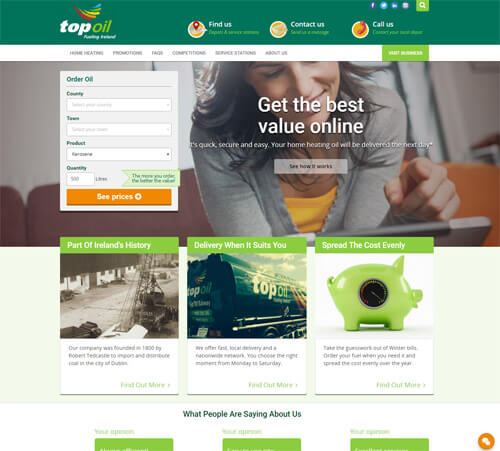 topoil
Fueling Ireland
Find us
Depots & service stations
Contact us
Send us a message
Call us
Contact your local depot
HOME HEATING PROMOTIONS FAQS COMPETITIONS SERVICE STATIONS ABOUT US
VISIT BUSINESS
Order Oil
County
Select your county
Town
Select your town
Product
Kerosene
Quantity
500 Litres
The more you order,
the better the value!
See prices
Get the best
value online
It's quick, secure and easy. Your home heating oil will be delivered the next day*
See how it works
Part Of Ireland's History
Our company was founded in 1800 by
Robert Tedcastle to import and distribute
coal in the city of Dublin.
Find Out More >
Delivery When It Suits You
topoil
We offer fast, local delivery and a
nationwide network. You choose the right
moment from Monday to Saturday.
Find Out More >
Spread The Cost Evenly
Take the guesswork out of Winter bills.
Order your fuel when you need it and
spread the cost evenly over the year.
Find Out More >
What People Are Saying About Us
Your opinion
Your opinion
Your opinion